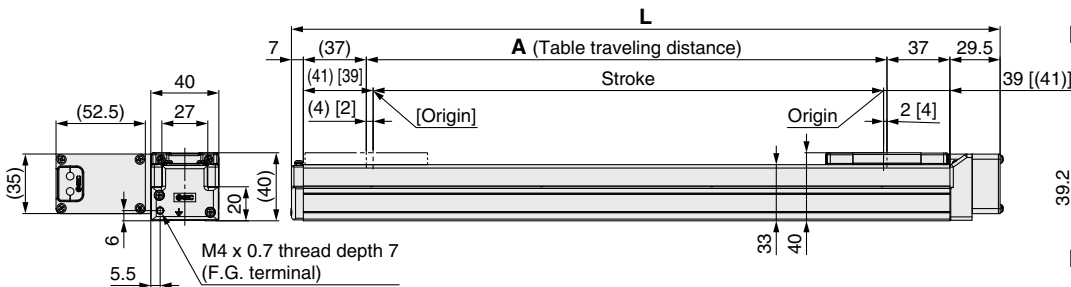 L
7
(37)
A (Table traveling distance)
37
29.5
(41) [39]
Stroke
39 [(41)]
40
(4) [2]
[Origin]
Origin
2 [4]
(52.5)
27
(35)
(40)
20
6
33
40
39.2
M4 x 0.7 thread depth 7
(F.G. terminal)
5.5